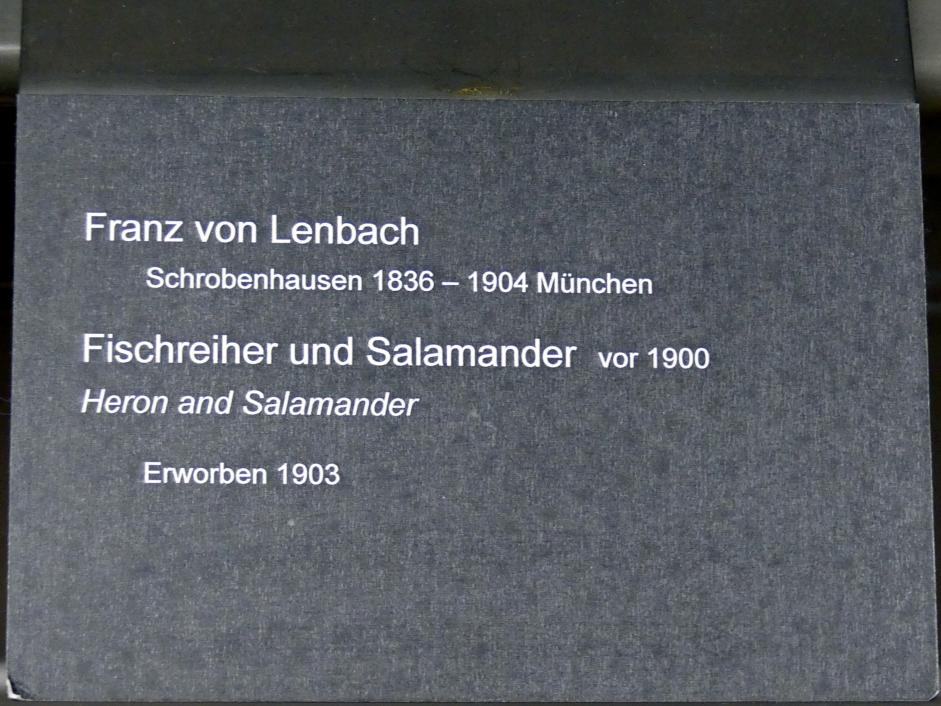 Franz von Lenbach
Schrobenhausen 1836 – 1904 München
Fischreiher und Salamander vor 1900
Heron and Salamander
Erworben 1903